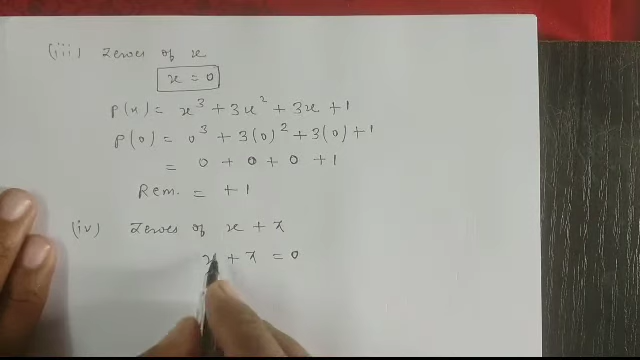 (iii) Zeroes of x
x = 0
P(x) = x³ + 3x² + 3x + 1
P(0) = 0³ + 3(0)² + 3(0) + 1
= 0 + 0 + 0 + 1
Rem. = + 1
(iv) Zeroes of x + π
x + π = 0